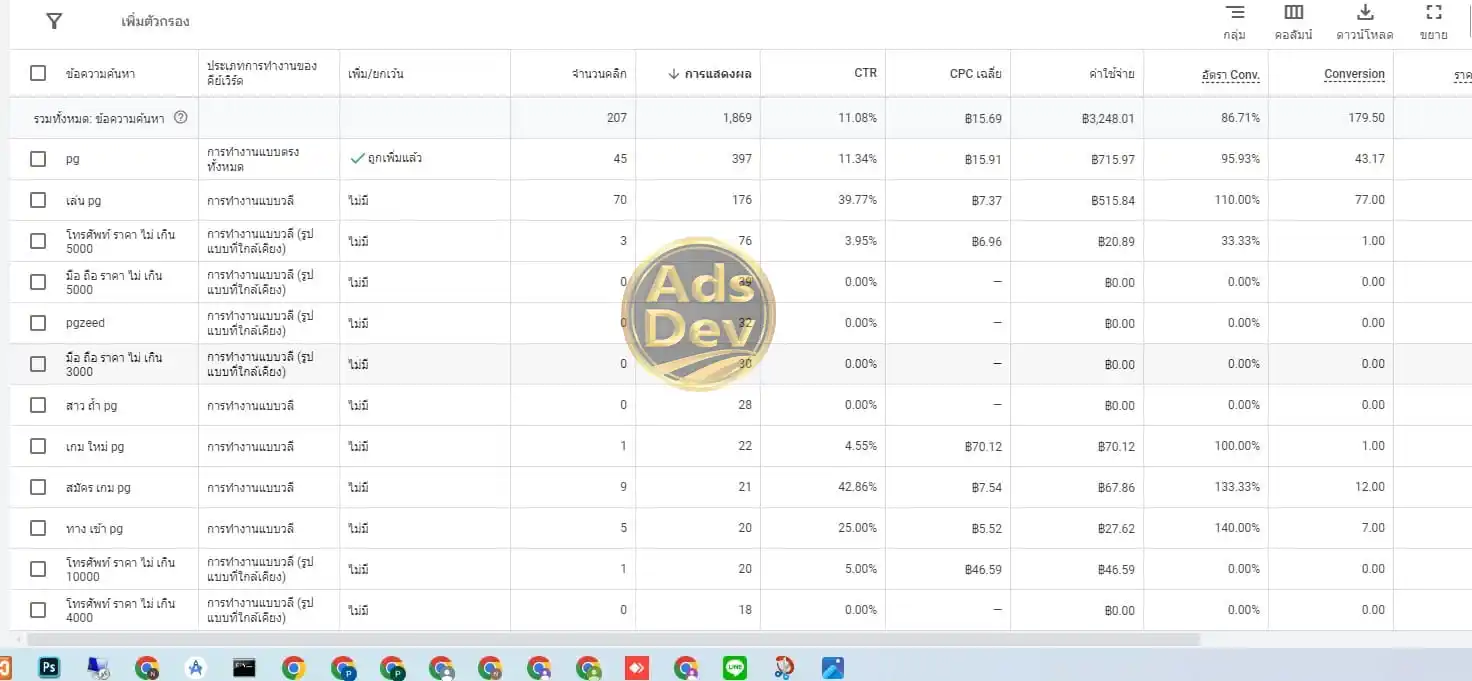 เพิ่มตัวกรอง
กลุ่ม คอลัมน์ ดาวน์โหลด ขยาย
ข้อความค้นหา ประเภทการทำงานของ เพิ่ม/ยกเว้น จำนวนคลิก การแสดงผล CTR CPC เฉลี่ย ค่าใช้จ่าย อัตรา Conv. Conversion ราค
คีย์เวิร์ด
รวมทั้งหมด: ข้อความค้นหา 207 1,869 11.08% ฿15.69 ฿3,248.01 86.71% 179.50
pg การทำงานแบบตรง ถูกเพิ่มแล้ว 45 397 11.34% ฿15.91 ฿715.97 95.93% 43.17
ทั้งหมด
เล่น pg การทำงานแบบวลี ไม่มี 70 176 39.77% ฿7.37 ฿515.84 110.00% 77.00
โทรศัพท์ ราคา ไม่ เกิน การทำงานแบบวลี (รูป ไม่มี 3 76 3.95% ฿6.96 ฿20.89 33.33% 1.00
5000 แบบที่ใกล้เคียง)
มือ ถือ ราคา ไม่ เกิน การทำงานแบบวลี (รูป ไม่มี 0 39 0.00% – ฿0.00 0.00% 0.00
5000 แบบที่ใกล้เคียง)
pgzeed การทำงานแบบวลี (รูป ไม่มี 0 32 0.00% – ฿0.00 0.00% 0.00
แบบที่ใกล้เคียง)
มือ ถือ ราคา ไม่ เกิน การทำงานแบบวลี (รูป ไม่มี 0 30 0.00% – ฿0.00 0.00% 0.00
3000 แบบที่ใกล้เคียง)
สาว ถ้ำ pg การทำงานแบบวลี ไม่มี 0 28 0.00% – ฿0.00 0.00% 0.00
เกม ใหม่ pg การทำงานแบบวลี ไม่มี 1 22 4.55% ฿70.12 ฿70.12 100.00% 1.00
สมัคร เกม pg การทำงานแบบวลี ไม่มี 9 21 42.86% ฿7.54 ฿67.86 133.33% 12.00
ทาง เข้า pg การทำงานแบบวลี ไม่มี 5 20 25.00% ฿5.52 ฿27.62 140.00% 7.00
โทรศัพท์ ราคา ไม่ เกิน การทำงานแบบวลี (รูป ไม่มี 1 20 5.00% ฿46.59 ฿46.59 0.00% 0.00
10000 แบบที่ใกล้เคียง)
โทรศัพท์ ราคา ไม่ เกิน การทำงานแบบวลี (รูป ไม่มี 0 18 0.00% – ฿0.00 0.00% 0.00
4000 แบบที่ใกล้เคียง)
Ads
Dev
Ps
LINE